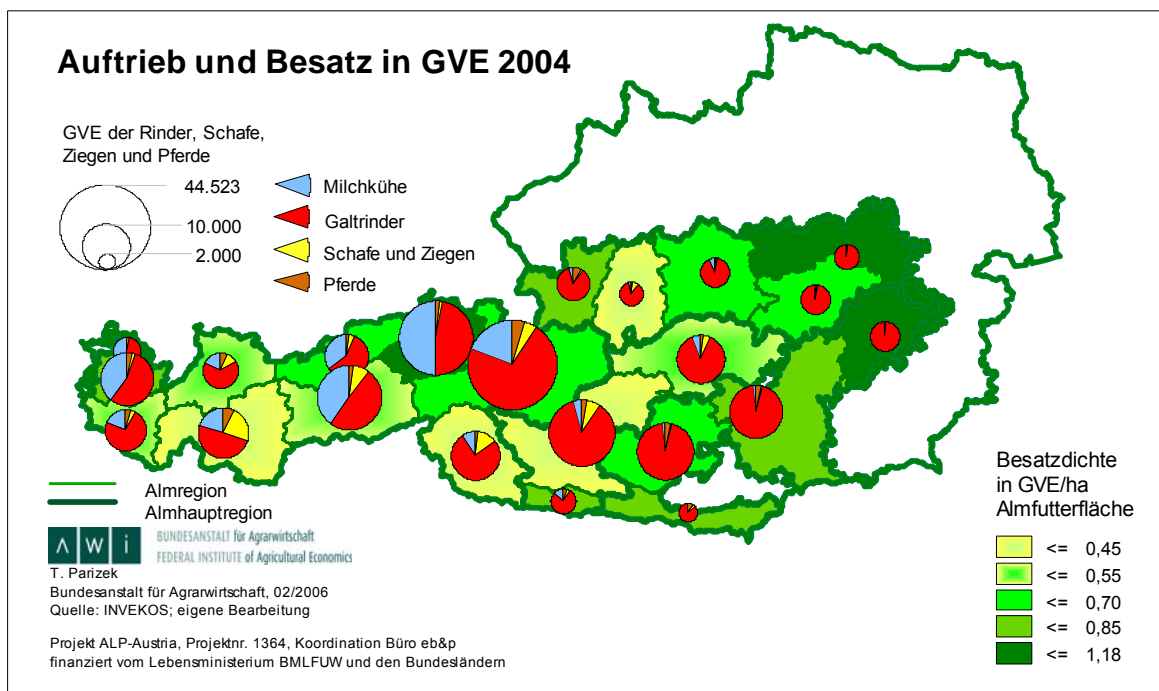 Auftrieb und Besatz in GVE 2004
GVE der Rinder, Schafe,
Ziegen und Pferde
44.523
10.000
2.000
Milchkühe
Galtrinder
Schafe und Ziegen
Pferde
Almregion
Almhauptregion
AWI
BUNDESANSTALT für Agrarwirtschaft
FEDERAL INSTITUTE of Agricultural Economics
T. Parizek
Bundesanstalt für Agrarwirtschaft, 02/2006
Quelle: INVEKOS; eigene Bearbeitung
Projekt ALP-Austria, Projektnr. 1364, Koordination Büro eb&p
finanziert vom Lebensministerium BMLFUW und den Bundesländern
Besatzdichte
in GVE/ha
Almfutterfläche
<= 0,45
<= 0,55
<= 0,70
<= 0,85
<= 1,18